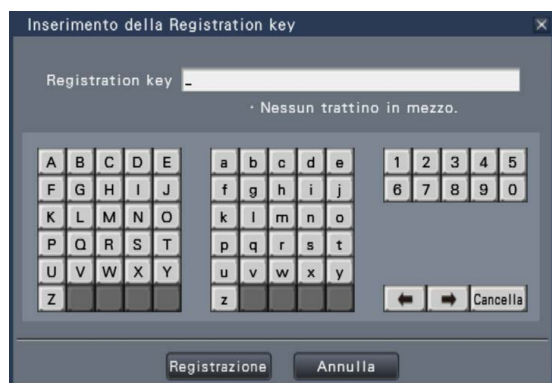 Inserimento della Registration key
Registration key _
· Nessun trattino in mezzo.
A B C D E a b c d e 1 2 3 4 5
F G H I J f g h i j 6 7 8 9 0
K L M N O k l m n o
P Q R S T p q r s t
U V W X Y u v w x y
Z z ← → Cancella
Registrazione Annulla